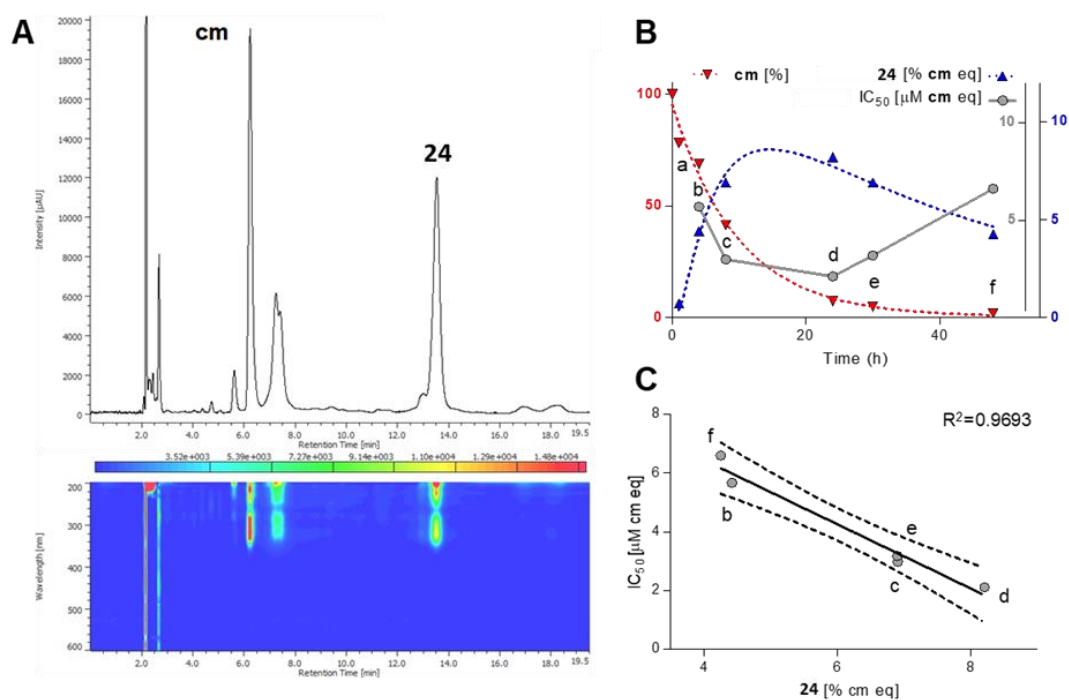 A
cm
24
20000
18000
16000
14000
12000
10000
8000
6000
4000
2000
0
Intensity [µAU]
2.0 4.0 6.0 8.0 10.0 12.0 14.0 16.0 18.0 19.5
Retention Time [min]
3.52e+003 5.39e+003 7.27e+003 9.14e+003 1.10e+004 1.29e+004 1.48e+004
200
300
400
500
600
Wavelength [nm]
2.0 4.0 6.0 8.0 10.0 12.0 14.0 16.0 18.0 19.5
Retention Time [min]
B
cm [%]
24 [% cm eq]
IC50 [µM cm eq]
100
50
0
10
5
0
10
5
0
a
b
c
d
e
f
0 20 40
Time (h)
C
R²=0.9693
8
6
4
2
0
IC50 [µM cm eq]
f
b
e
c
d
4 6 8
24 [% cm eq]